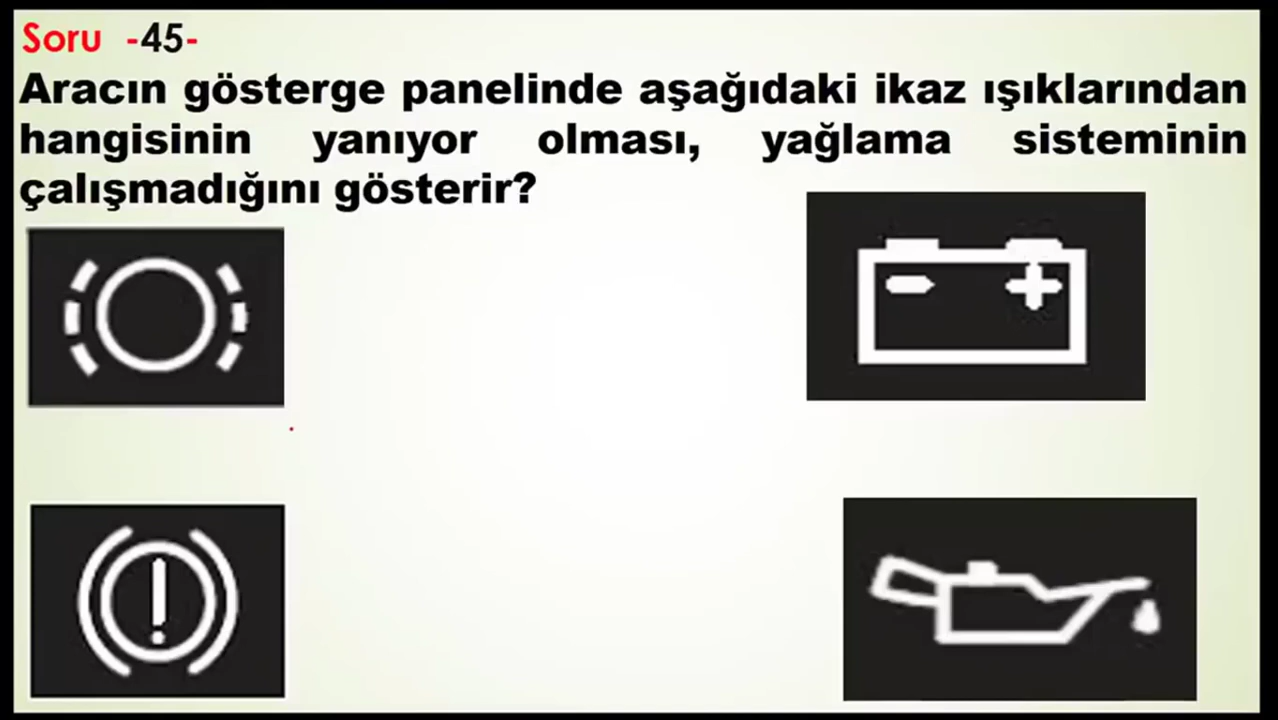 Soru -45-
Aracın gösterge panelinde aşağıdaki ikaz ışıklarından
hangisinin yanıyor olması, yağlama sisteminin
çalışmadığını gösterir?